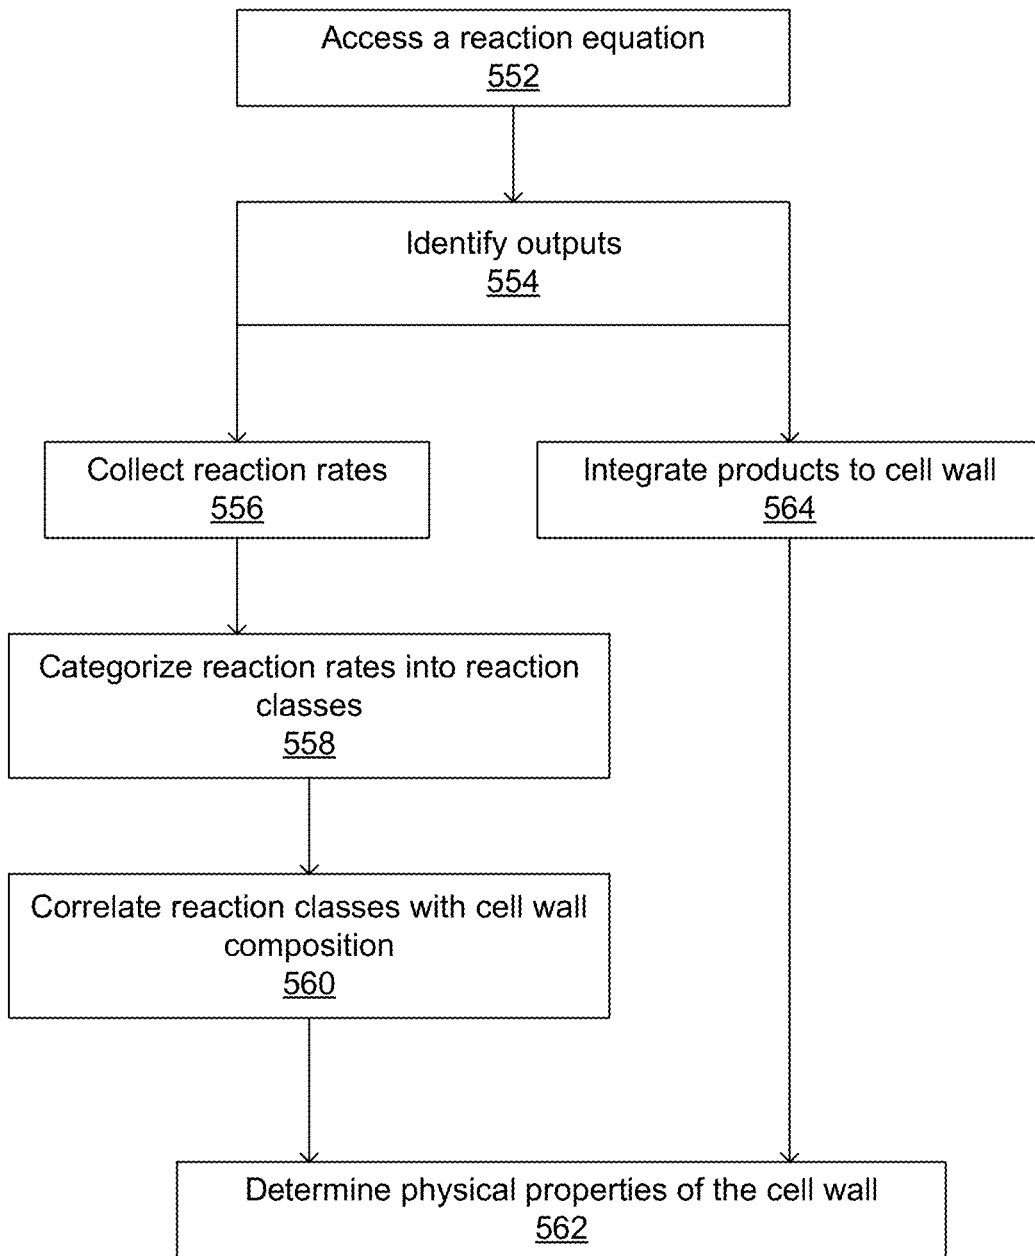 Access a reaction equation
552
Identify outputs
554
Collect reaction rates
556
Integrate products to cell wall
564
Categorize reaction rates into reaction
classes
558
Correlate reaction classes with cell wall
composition
560
Determine physical properties of the cell wall
562